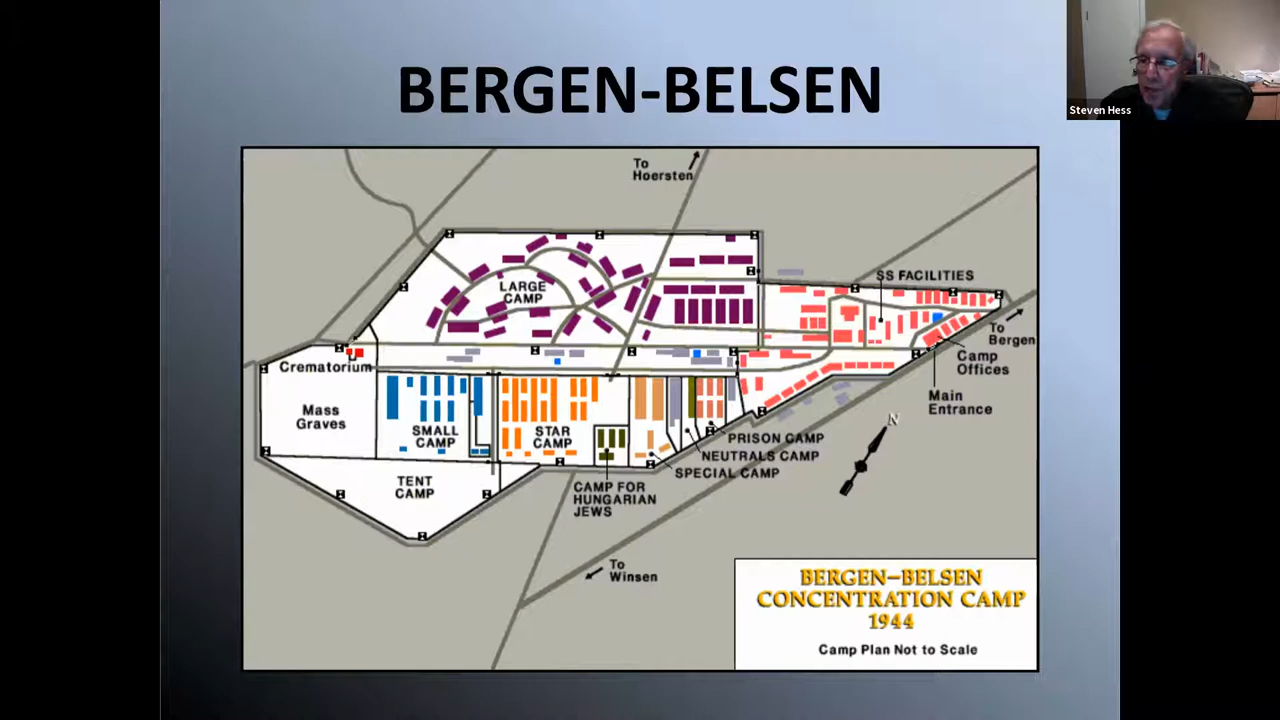 BERGEN-BELSEN
Steven Hess
To
Hoersten
LARGE
CAMP
SS FACILITIES
To
Bergen
Camp
Offices
Main
Entrance
Crematorium
Mass
Graves
SMALL
CAMP
STAR
CAMP
TENT
CAMP
PRISON CAMP
NEUTRALS CAMP
SPECIAL CAMP
CAMP FOR
HUNGARIAN
JEWS
N
To
Winsen
BERGEN-BELSEN
CONCENTRATION CAMP
1944
Camp Plan Not to Scale